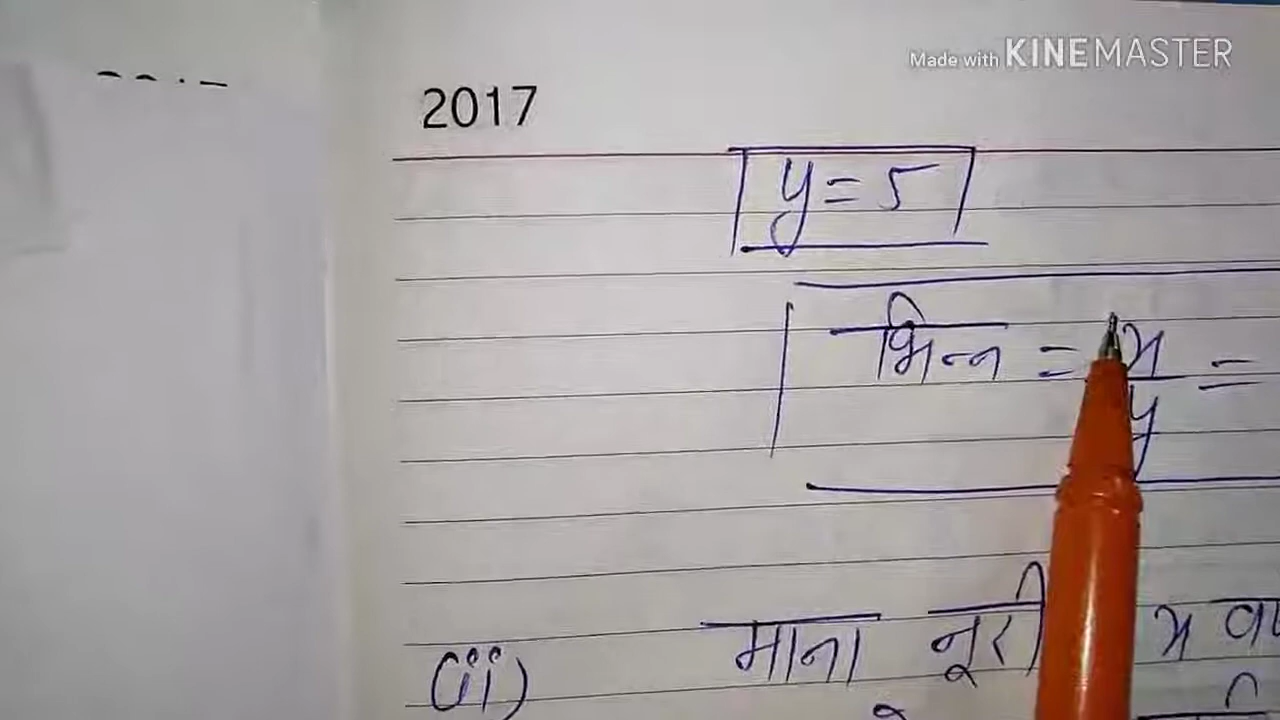 Made with KINEMASTER
2017
y = 5
भिन्न = x/y =
(ii) माना नूरी x